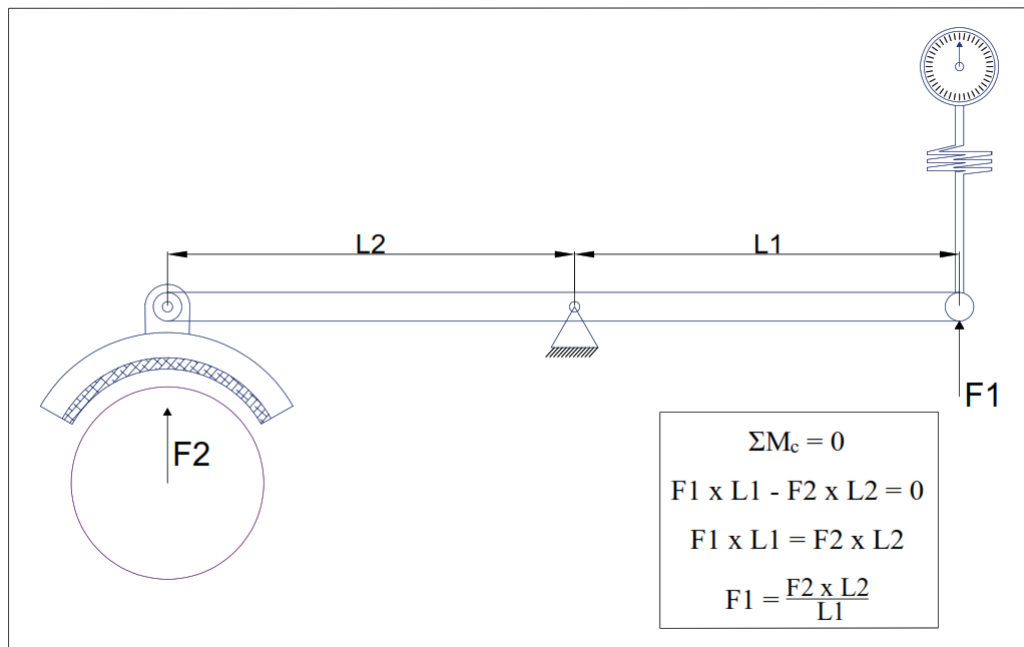 L2
L1
F1
F2
ΣMc = 0
F1 x L1 - F2 x L2 = 0
F1 x L1 = F2 x L2
F1 = F2 x L2
L1